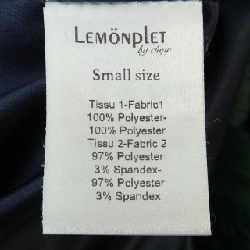 Lemönplet
by
Small size
Tissu 1-Fabric1
100% Polyester-
100% Polyester
Tissu 2-Fabric 2
97% Polyester
3% Spandex-
97% Polyester
3% Spandex